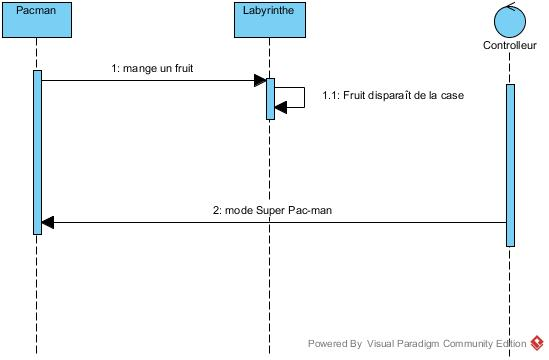 Pacman
Labyrinthe
Controlleur
1: mange un fruit
1.1: Fruit disparaît de la case
2: mode Super Pac-man
Powered By Visual Paradigm Community Edition